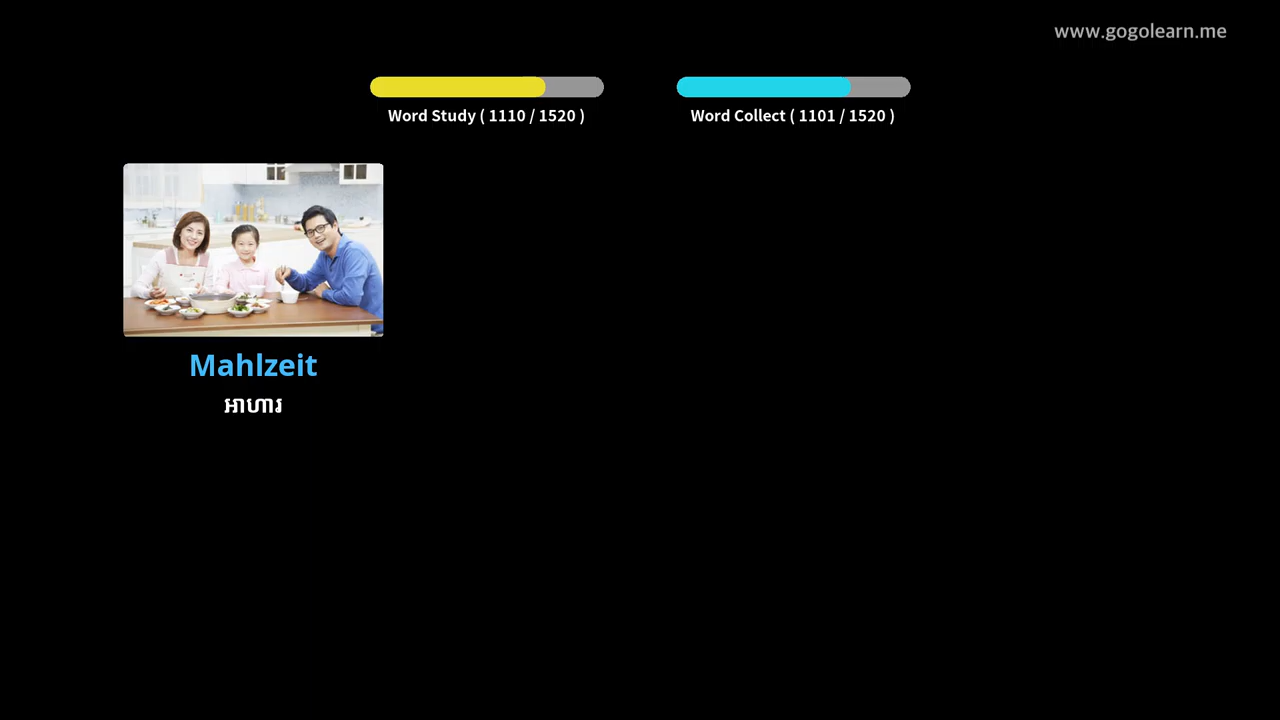 www.gogolearn.me
Word Study ( 1110 / 1520 )
Word Collect ( 1101 / 1520 )
Mahlzeit
អាហារ